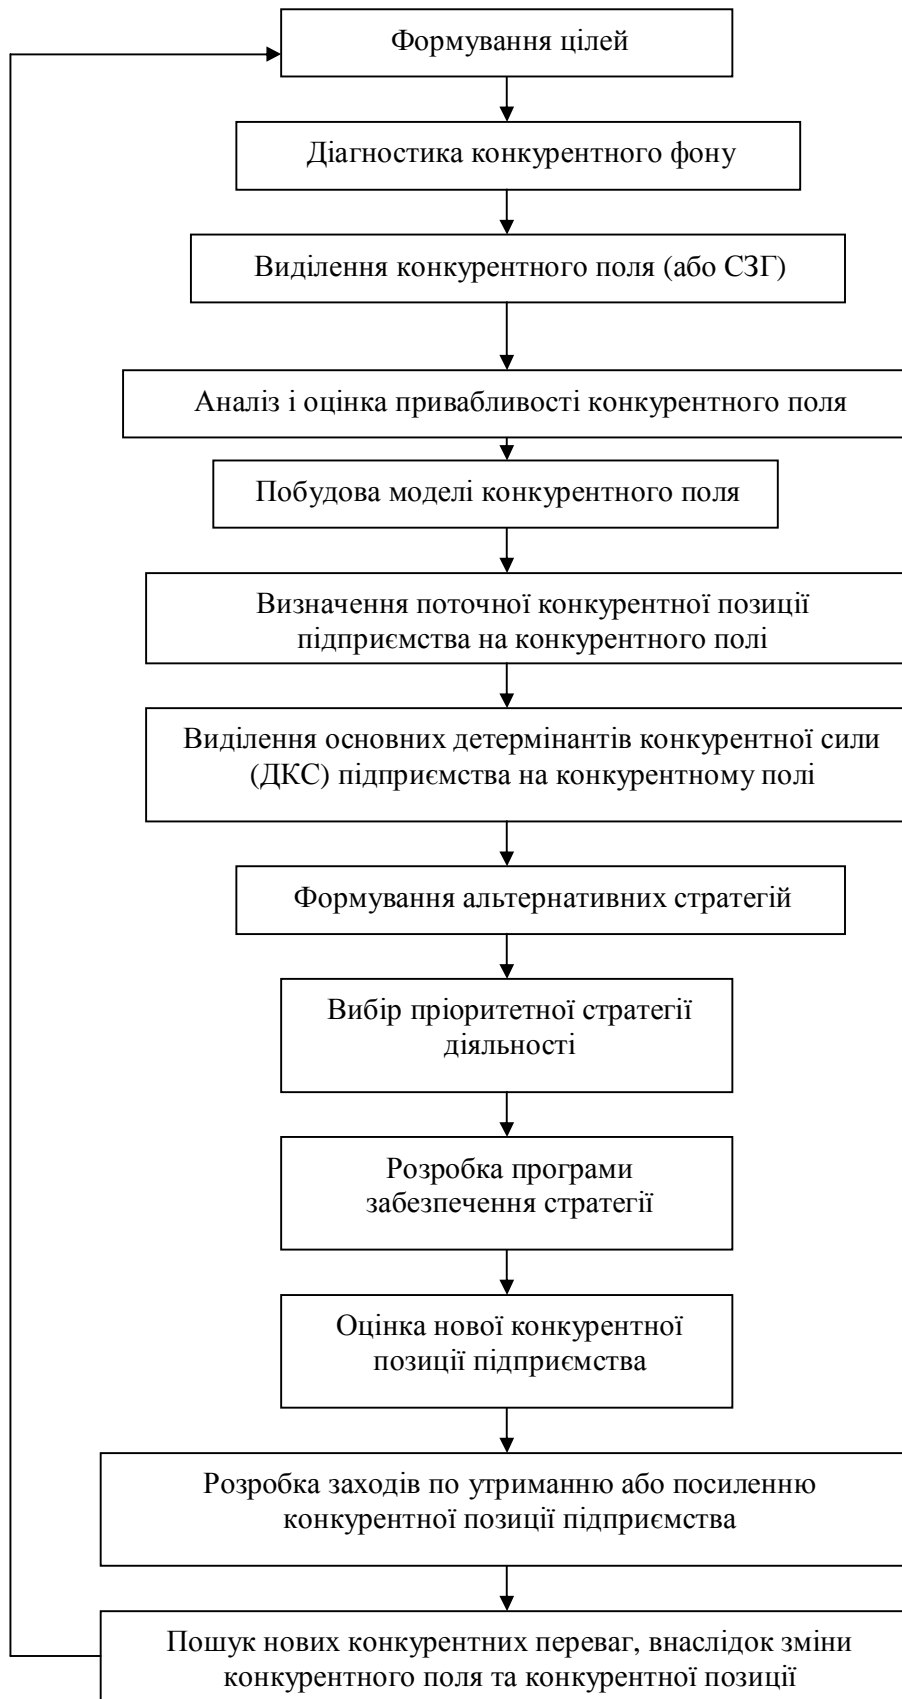 Формування цілей
Діагностика конкурентного фону
Виділення конкурентного поля (або СЗГ)
Аналіз і оцінка привабливості конкурентного поля
Побудова моделі конкурентного поля
Визначення поточної конкурентної позиції
підприємства на конкурентного полі
Виділення основних детермінантів конкурентної сили
(ДКС) підприємства на конкурентному полі
Формування альтернативних стратегій
Вибір пріоритетної стратегії
діяльності
Розробка програми
забезпечення стратегії
Оцінка нової конкурентної
позиції підприємства
Розробка заходів по утриманню або посиленню
конкурентної позиції підприємства
Пошук нових конкурентних переваг, внаслідок зміни
конкурентного поля та конкурентної позиції